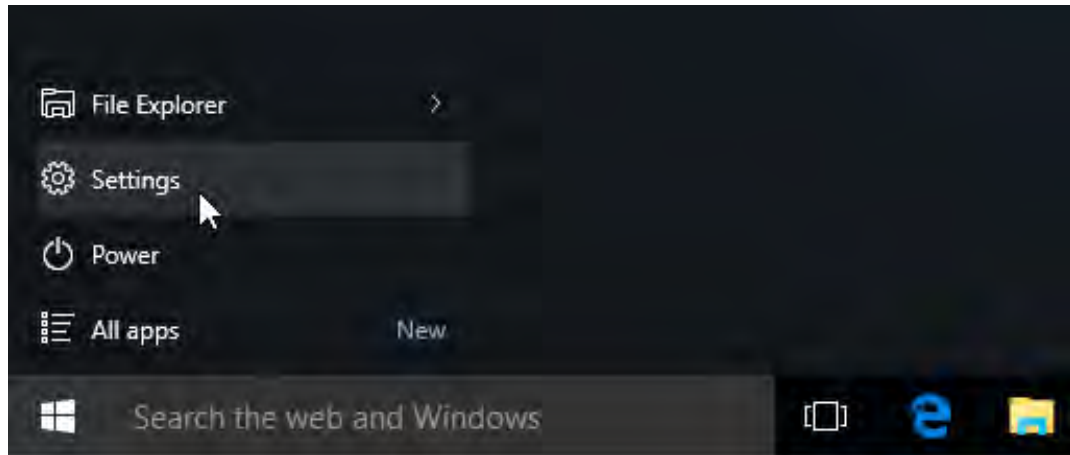 File Explorer
Settings
Power
All apps New
Search the web and Windows